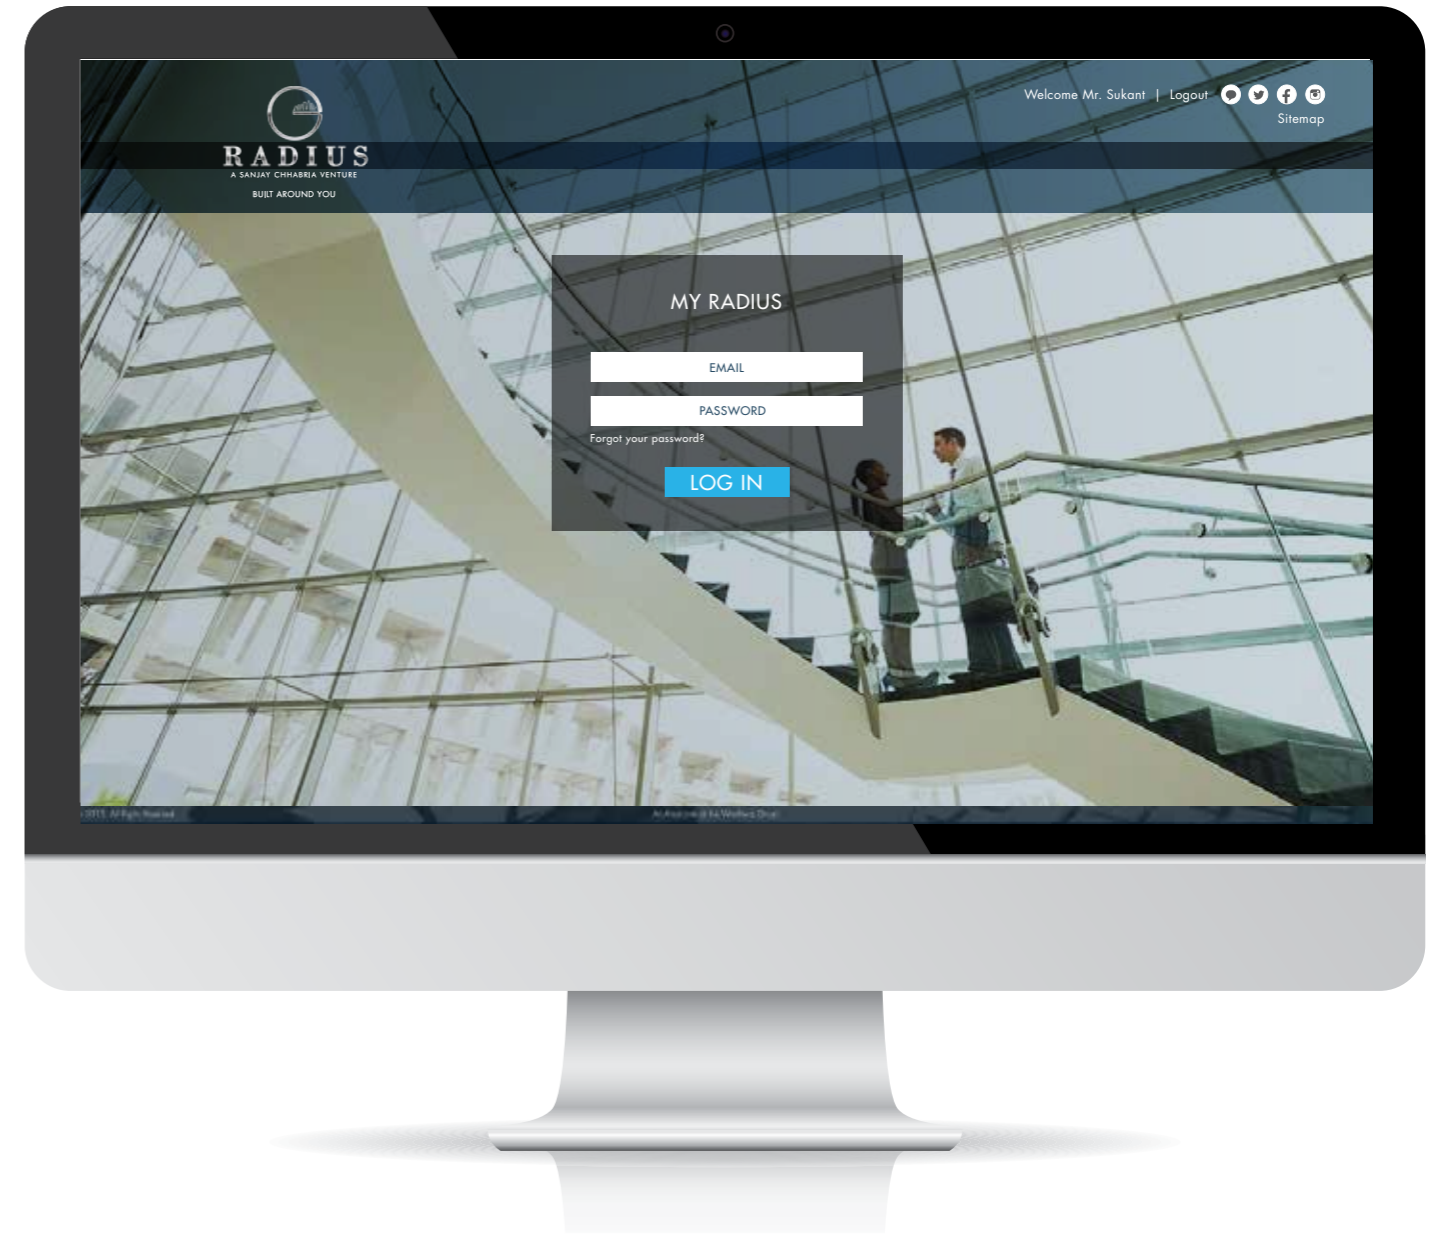 Welcome Mr. Sukant | Logout
Sitemap
RADIUS
A SANJAY CHHABRIA VENTURE
BUILT AROUND YOU
MY RADIUS
EMAIL
PASSWORD
Forgot your password?
LOG IN